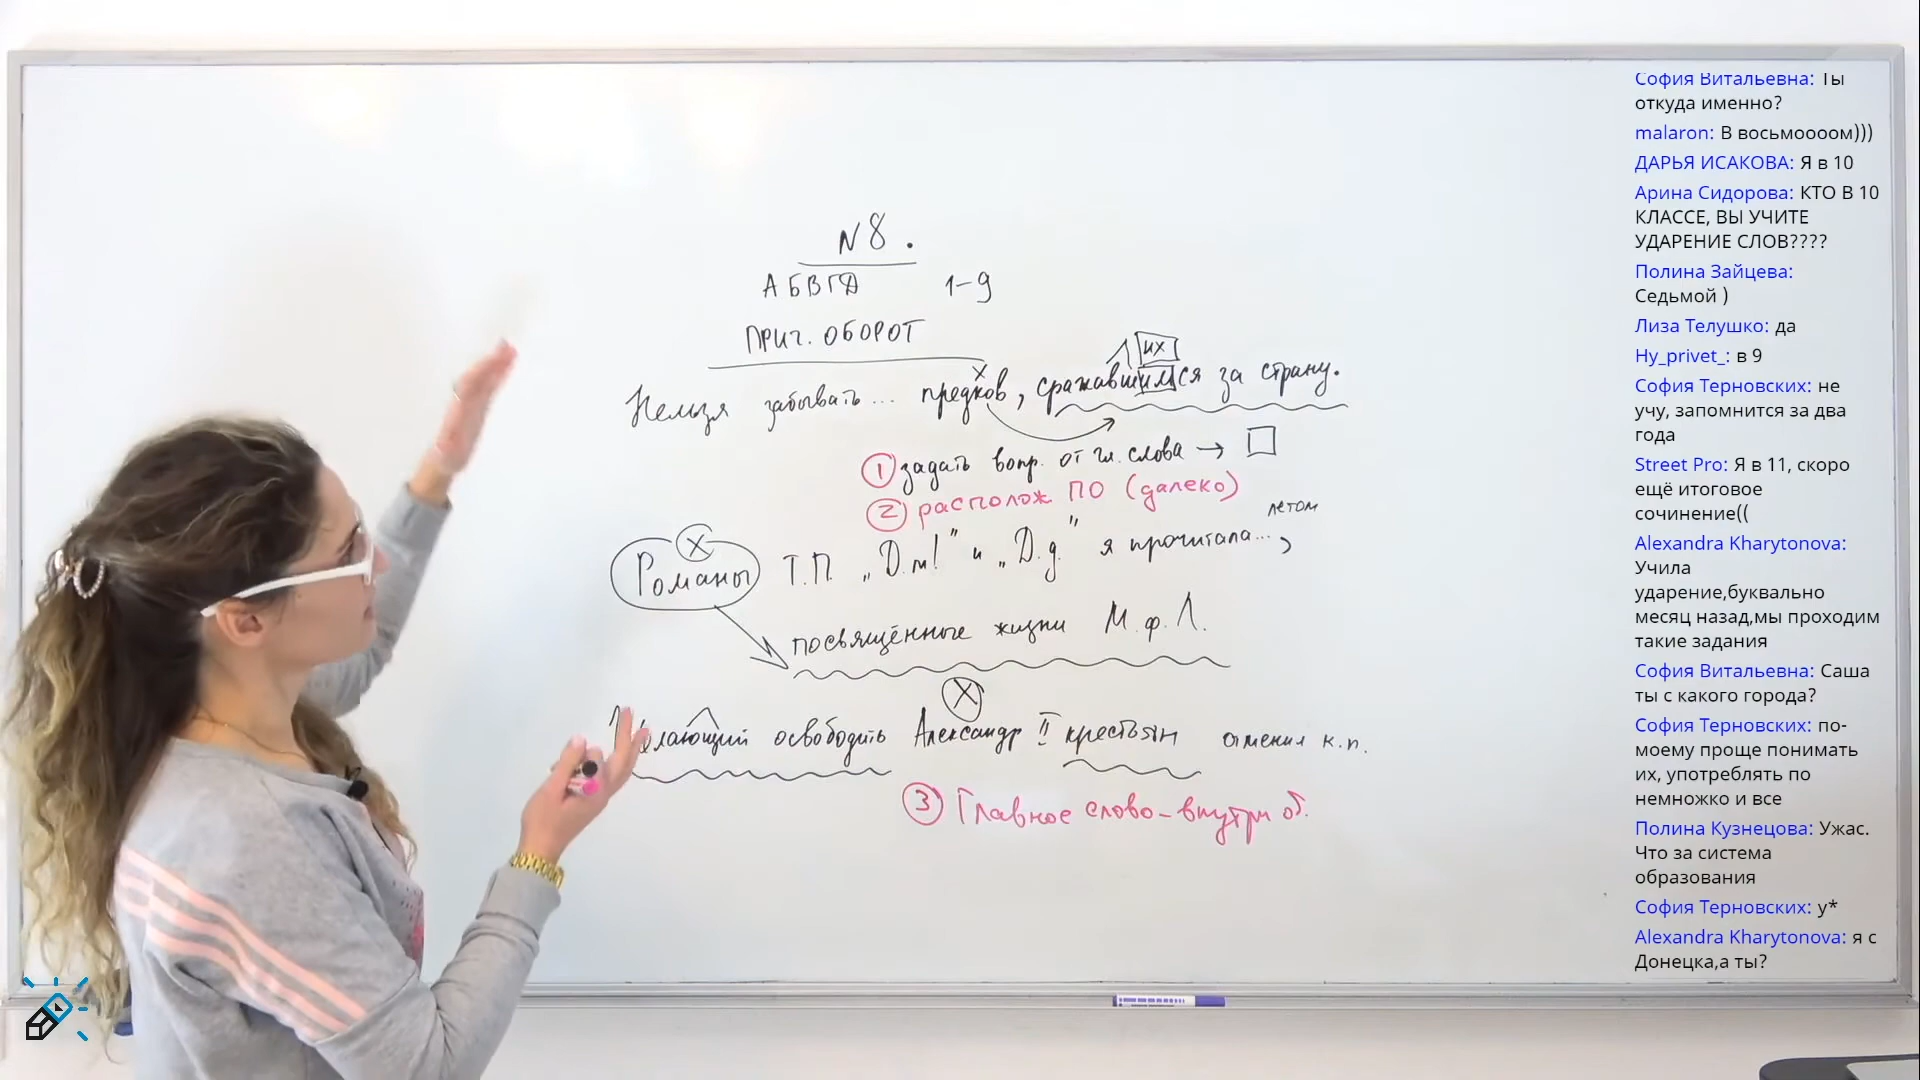 №8.
АБВГД 1-9
ПРИЧ. ОБОРОТ
их
Нельзя забывать... предков, сражавшимся за страну.
1 задать вопр. от гл. слова → □
2 располож ПО (далеко)
летом
Романы Т.П. „Д.м!" и „Д.д." я прочитала...,
посвящённые жизни М.ф.Л.
Желающий освободить Александр II крестьян отменил к.п.
3 Главное слово - внутри об.
София Витальевна: Ты
откуда именно?
malaron: В восьмоооом)))
ДАРЬЯ ИСАКОВА: Я в 10
Арина Сидорова: КТО В 10
КЛАССЕ, ВЫ УЧИТЕ
УДАРЕНИЕ СЛОВ????
Полина Зайцева:
Седьмой )
Лиза Телушко: да
Hy_privet_: в 9
София Терновских: не
учу, запомнится за два
года
Street Pro: Я в 11, скоро
ещё итоговое
сочинение((
Alexandra Kharytonova:
Учила
ударение,буквально
месяц назад,мы проходим
такие задания
София Витальевна: Саша
ты с какого города?
София Терновских: по-
моему проще понимать
их, употреблять по
немножко и все
Полина Кузнецова: Ужас.
Что за система
образования
София Терновских: у*
Alexandra Kharytonova: я с
Донецка,а ты?